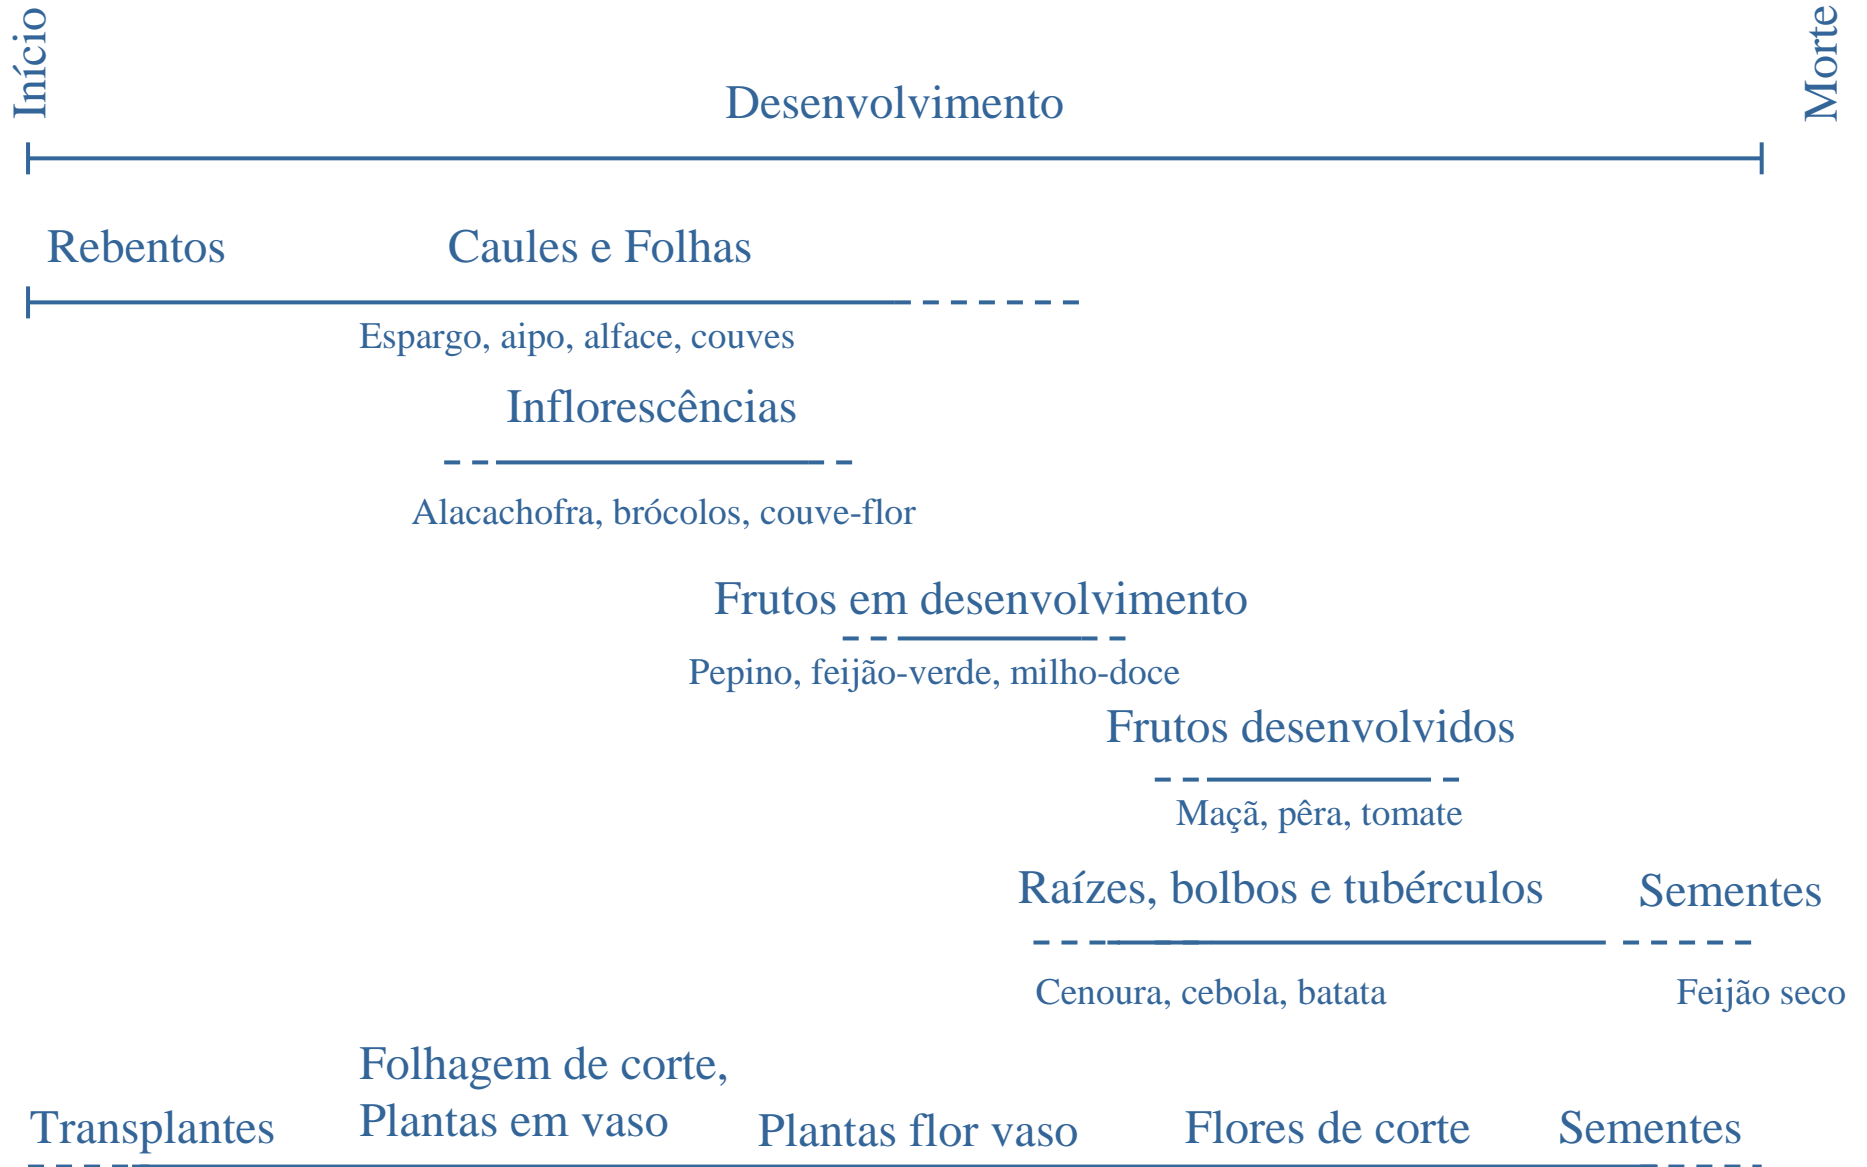 Início
Morte
Desenvolvimento
Rebentos
Caules e Folhas
Espargo, aipo, alface, couves
Inflorescências
Alacachofra, brócolos, couve-flor
Frutos em desenvolvimento
Pepino, feijão-verde, milho-doce
Frutos desenvolvidos
Maçã, pêra, tomate
Raízes, bolbos e tubérculos
Sementes
Cenoura, cebola, batata
Feijão seco
Transplantes
Folhagem de corte,
Plantas em vaso
Plantas flor vaso
Flores de corte
Sementes